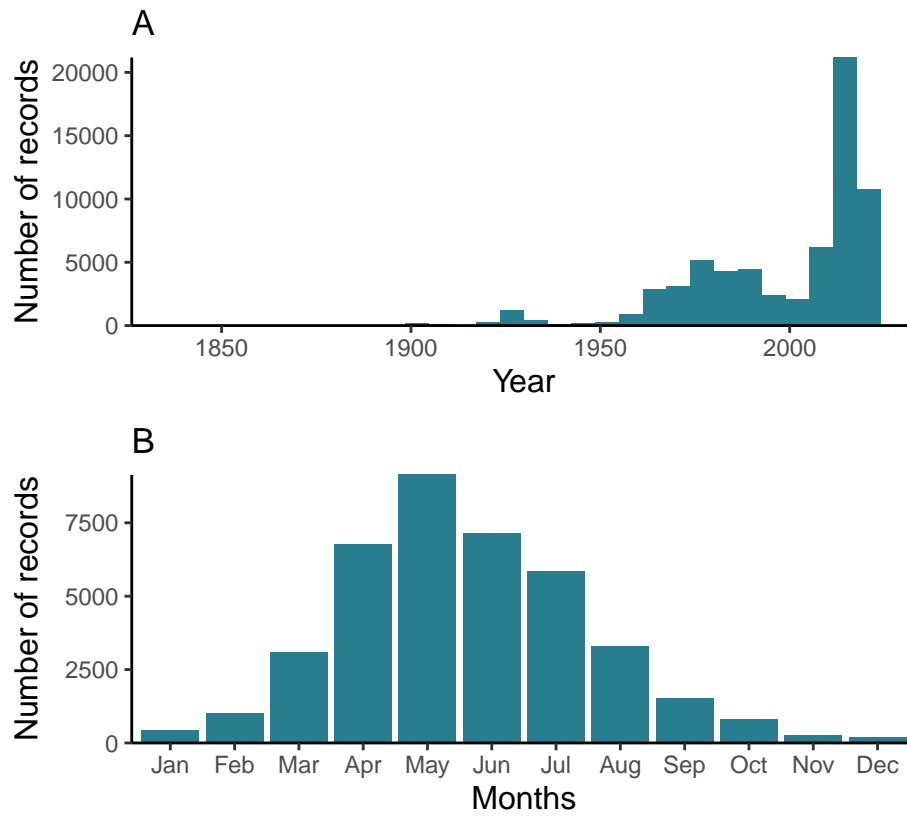 A
Number of records
20000
15000
10000
5000
0
1850 1900 1950 2000
Year
B
Number of records
7500
5000
2500
0
Jan Feb Mar Apr May Jun Jul Aug Sep Oct Nov Dec
Months